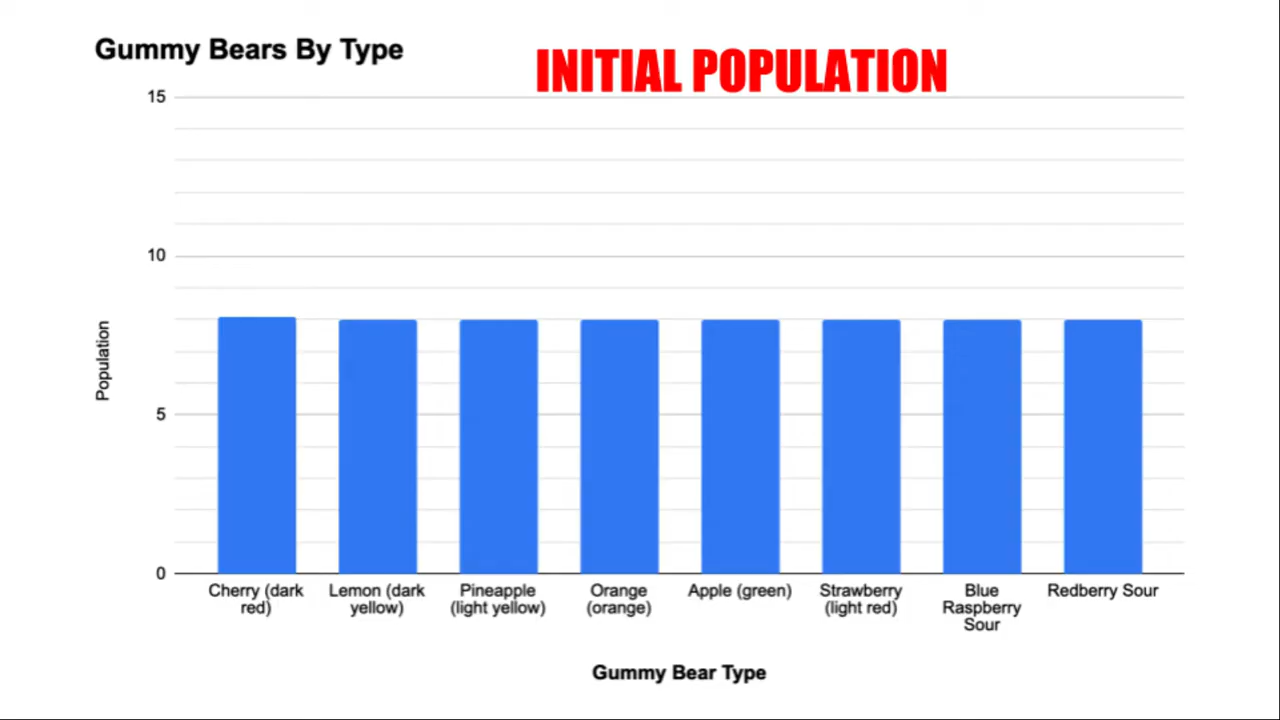 Gummy Bears By Type
INITIAL POPULATION
15
10
5
0
Population
Cherry (dark
red)
Lemon (dark
yellow)
Pineapple
(light yellow)
Orange
(orange)
Apple (green)
Strawberry
(light red)
Blue
Raspberry
Sour
Redberry Sour
Gummy Bear Type